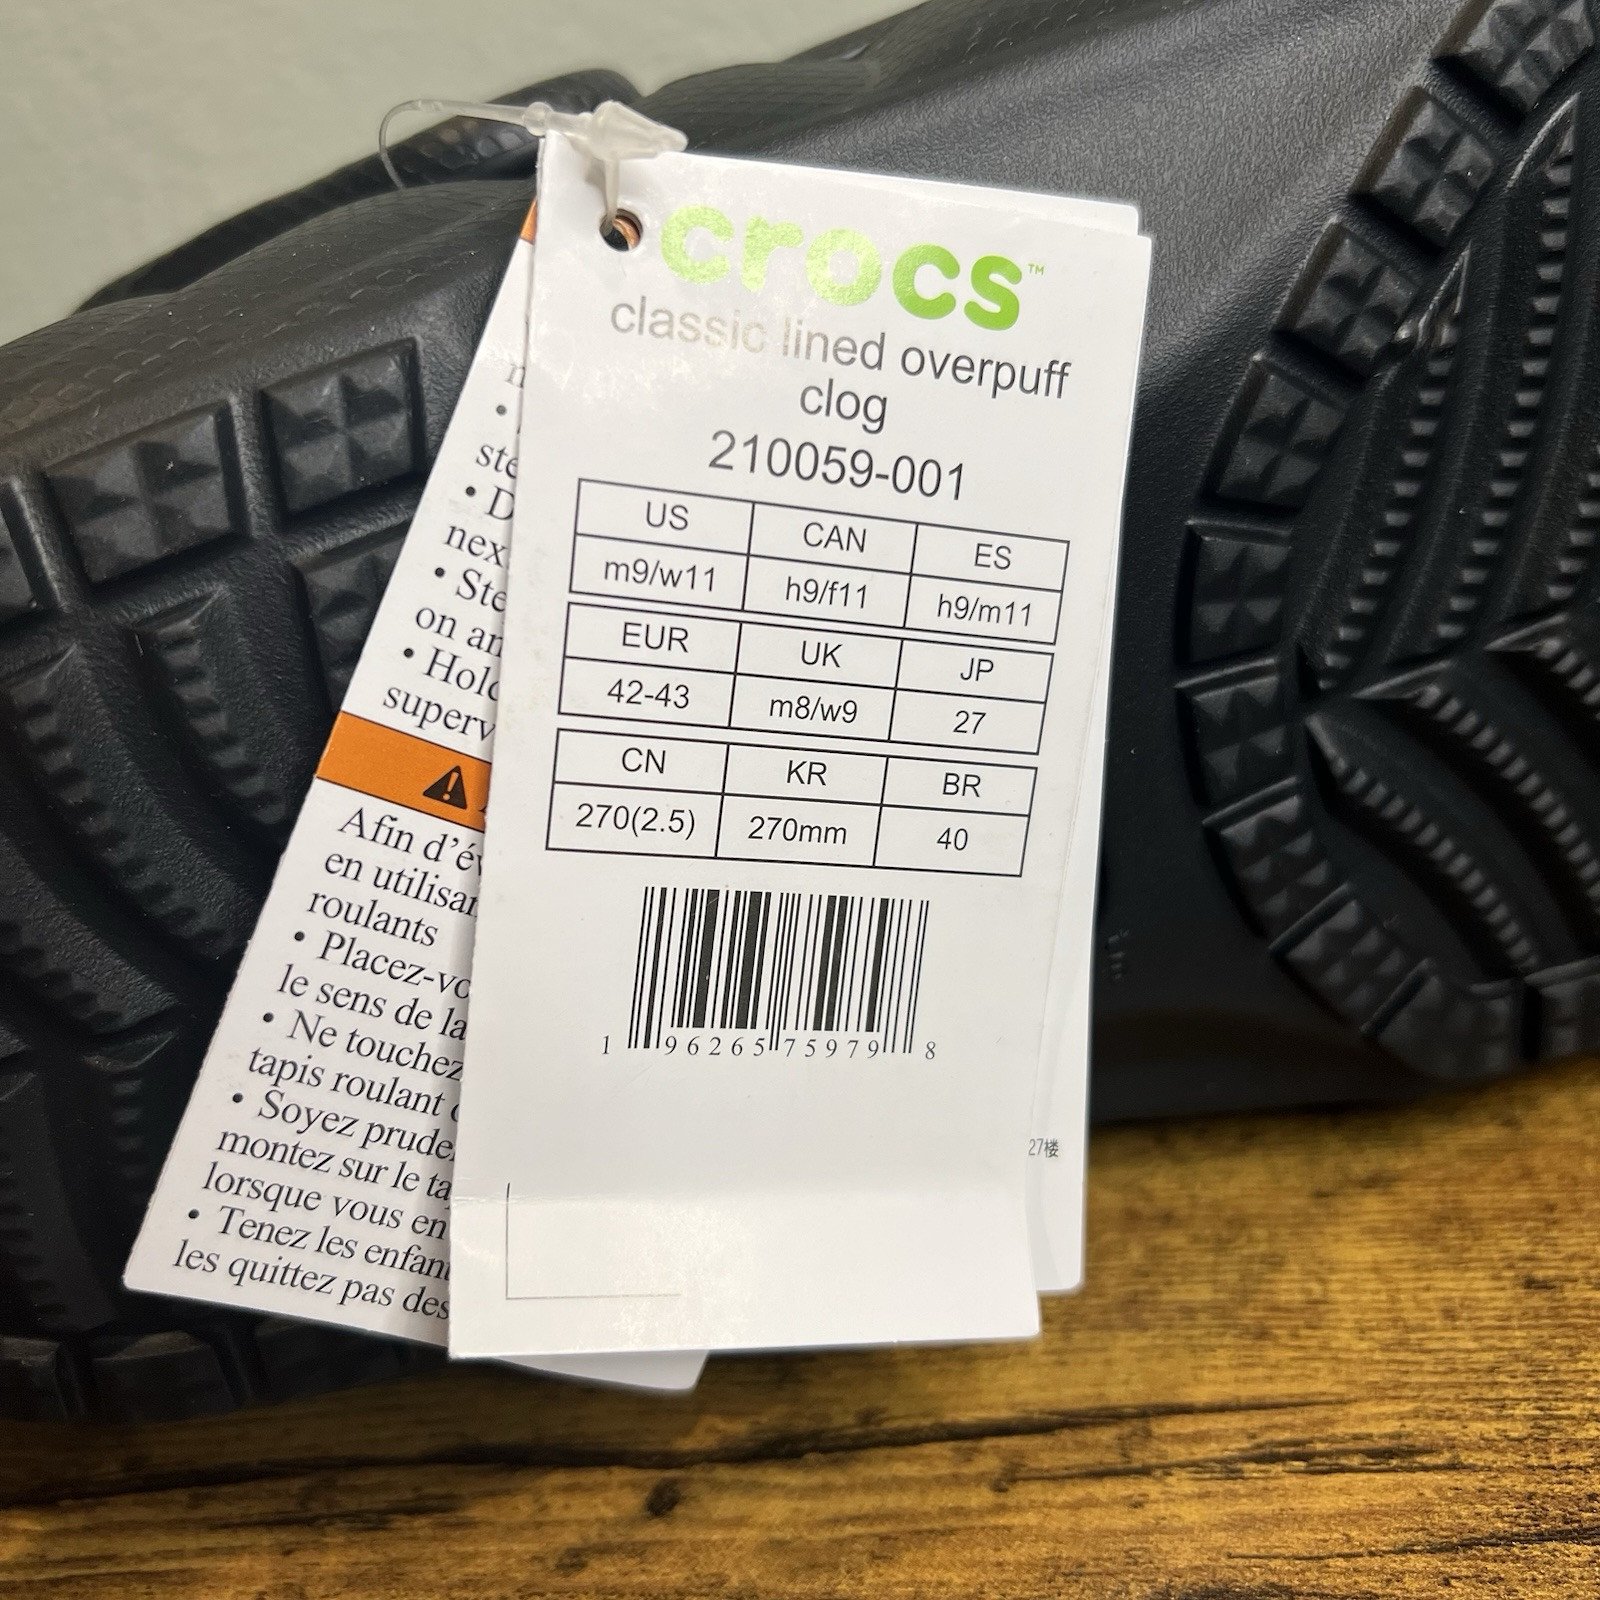 crocs™
classic lined overpuff
clog
210059-001
US CAN ES
m9/w11 h9/f11 h9/m11
EUR UK JP
42-43 m8/w9 27
CN KR BR
270(2.5) 270mm 40
1 96265 75979 8
27楼
nex
• Ste
on an
• Hold
superv
Afin d'év
en utilisan
roulants
• Placez-vo
le sens de la
• Ne touchez
tapis roulant
• Soyez prude
montez sur le ta
lorsque vous en
• Tenez les enfan
les quittez pas des